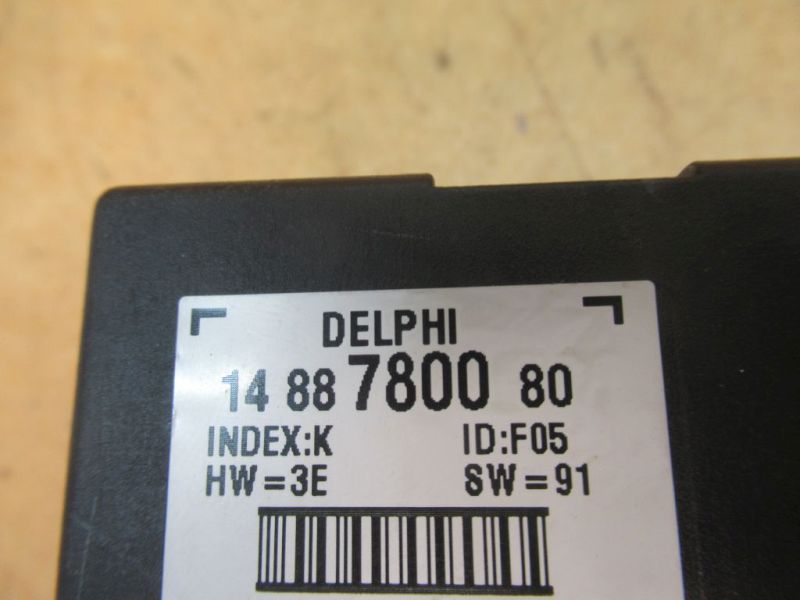 DELPHI
14 88 7800 80
INDEX:K ID:F05
HW=3E SW=91